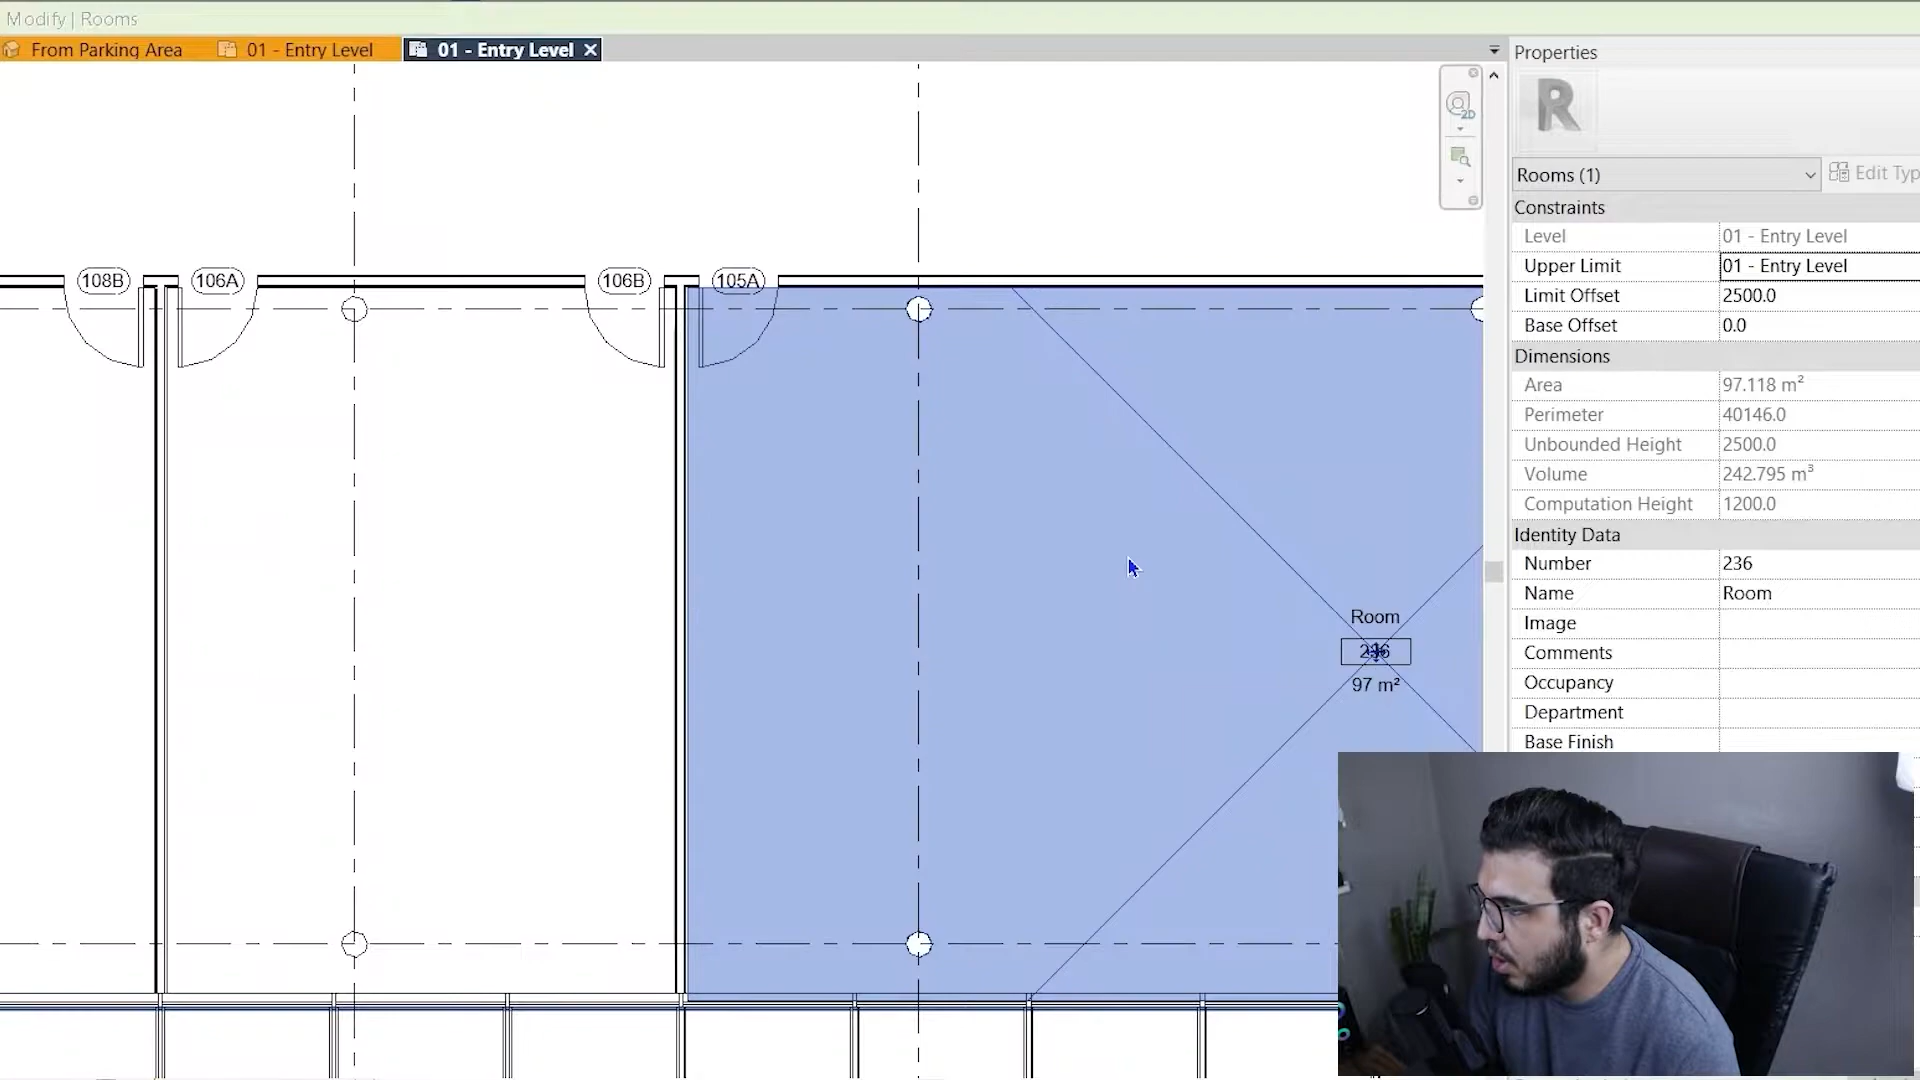 Modify | Rooms
From Parking Area
01 - Entry Level
01 - Entry Level
Properties
2D
R
Rooms (1)
Edit Typ
Constraints
Level 01 - Entry Level
Upper Limit 01 - Entry Level
Limit Offset 2500.0
Base Offset 0.0
Dimensions
Area 97.118 m²
Perimeter 40146.0
Unbounded Height 2500.0
Volume 242.795 m³
Computation Height 1200.0
Identity Data
Number 236
Name Room
Image
Comments
Occupancy
Department
Base Finish
108B 106A 106B 105A
Room
236
97 m²